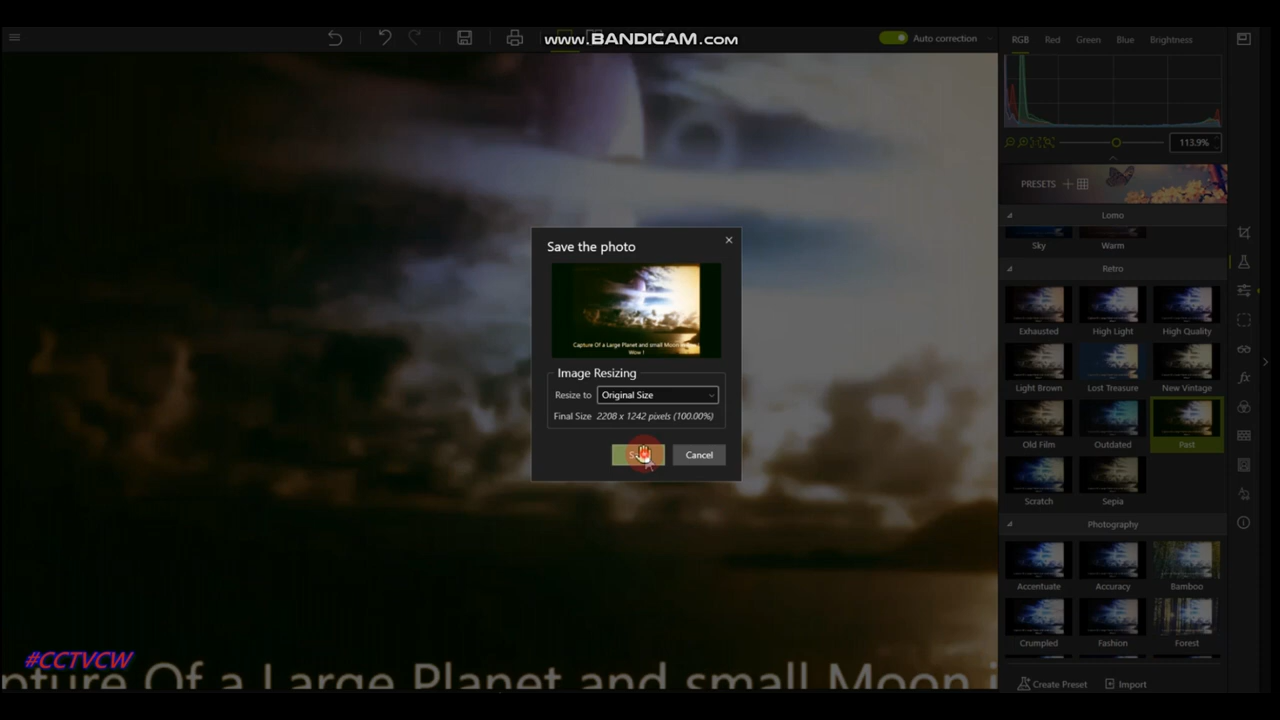 www.BANDICAM.com
Auto correction
RGB Red Green Blue Brightness
113.9%
PRESETS
Lomo
Sky Warm
Retro
Exhausted High Light High Quality
Light Brown Lost Treasure New Vintage
Old Film Outdated Past
Scratch Sepia
Photography
Accentuate Accuracy Bamboo
Crumpled Fashion Forest
Create Preset Import
Save the photo
Capture Of a Large Planet and small Moon
Wow !
Image Resizing
Resize to Original Size
Final Size 2208 x 1242 pixels (100.00%)
Cancel
#CCTVCW
pture Of a Large Planet and small Moon i